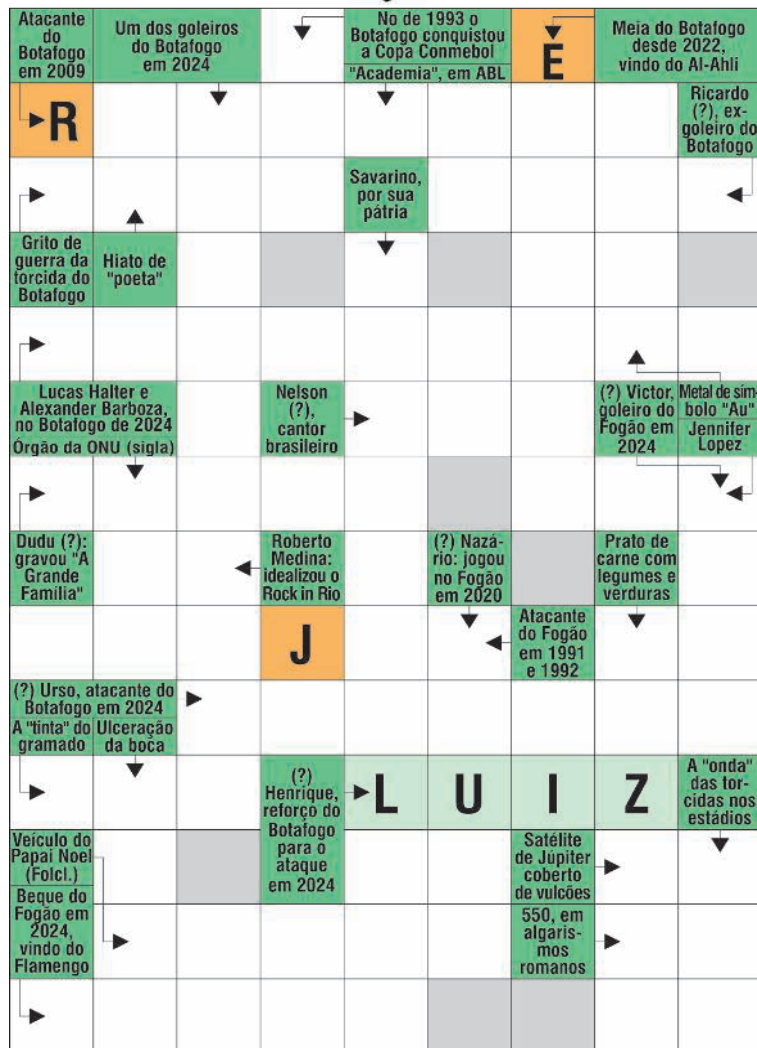 Atacante
do
Botafogo
em 2009
Um dos goleiros
do Botafogo
em 2024
No de 1993 o
Botafogo conquistou
a Copa Conmebol
"Academia", em ABL
E
Meia do Botafogo
desde 2022,
vindo do Al-Ahli
R
Ricardo
(?), ex-
goleiro do
Botafogo
Savarino,
por sua
pátria
Grito de
guerra da
torcida do
Botafogo
Hiato de
"poeta"
Lucas Halter e
Alexander Barboza,
no Botafogo de 2024
Órgão da ONU (sigla)
Nelson
(?),
cantor
brasileiro
(?) Victor,
goleiro do
Fogão em
2024
Metal de sím-
bolo "Au"
Jennifer
Lopez
Dudu (?):
gravou "A
Grande
Família"
Roberto
Medina:
idealizou o
Rock in Rio
(?) Nazá-
rio: jogou
no Fogão
em 2020
Prato de
carne com
legumes e
verduras
J
Atacante
do Fogão
em 1991
e 1992
(?) Urso, atacante do
Botafogo em 2024
A "tinta" do
gramado
Ulceração
da boca
(?)
Henrique,
reforço do
Botafogo
para o
ataque
em 2024
L U I Z
A "onda"
das tor-
cidas nos
estádios
Veículo do
Papai Noel
(Folcl.)
Beque do
Fogão em
2024,
vindo do
Flamengo
Satélite
de Júpiter
coberto
de vulcões
550, em
algaris-
mos
romanos